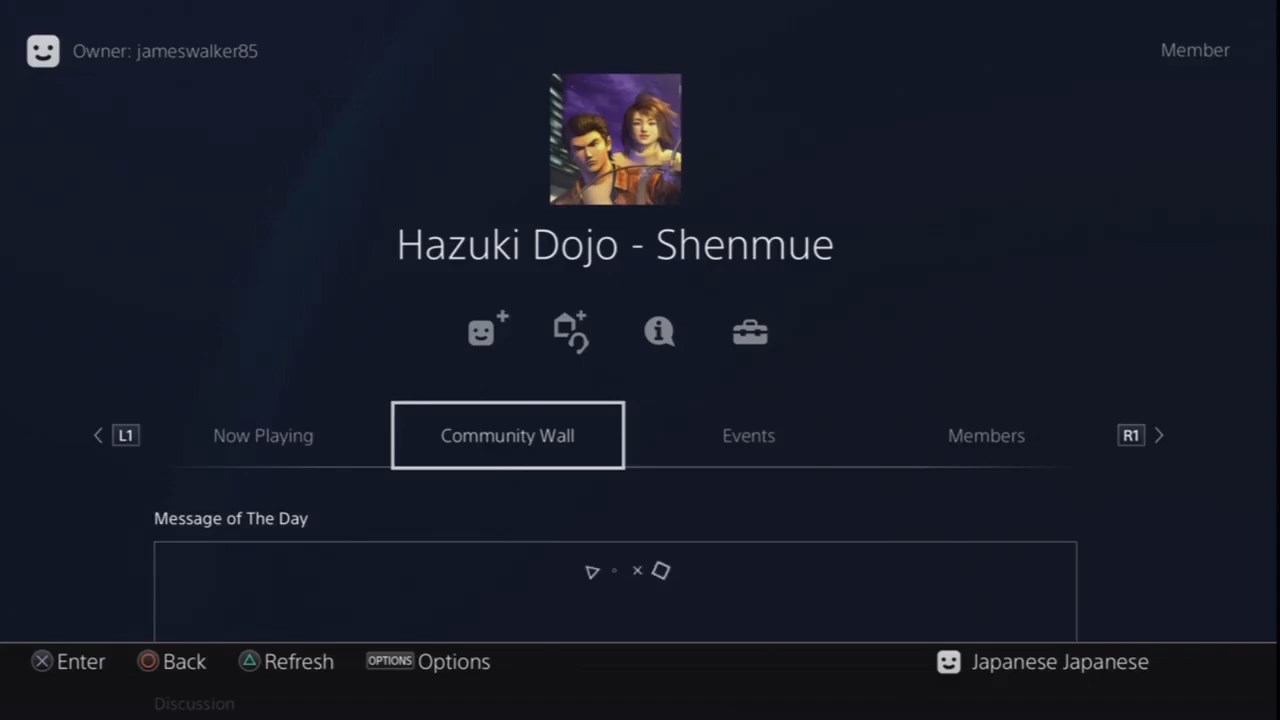 Owner: jameswalker85
Member
Hazuki Dojo - Shenmue
L1
Now Playing
Community Wall
Events
Members
R1
Message of The Day
Enter
Back
Refresh
OPTIONS Options
Japanese Japanese
Discussion